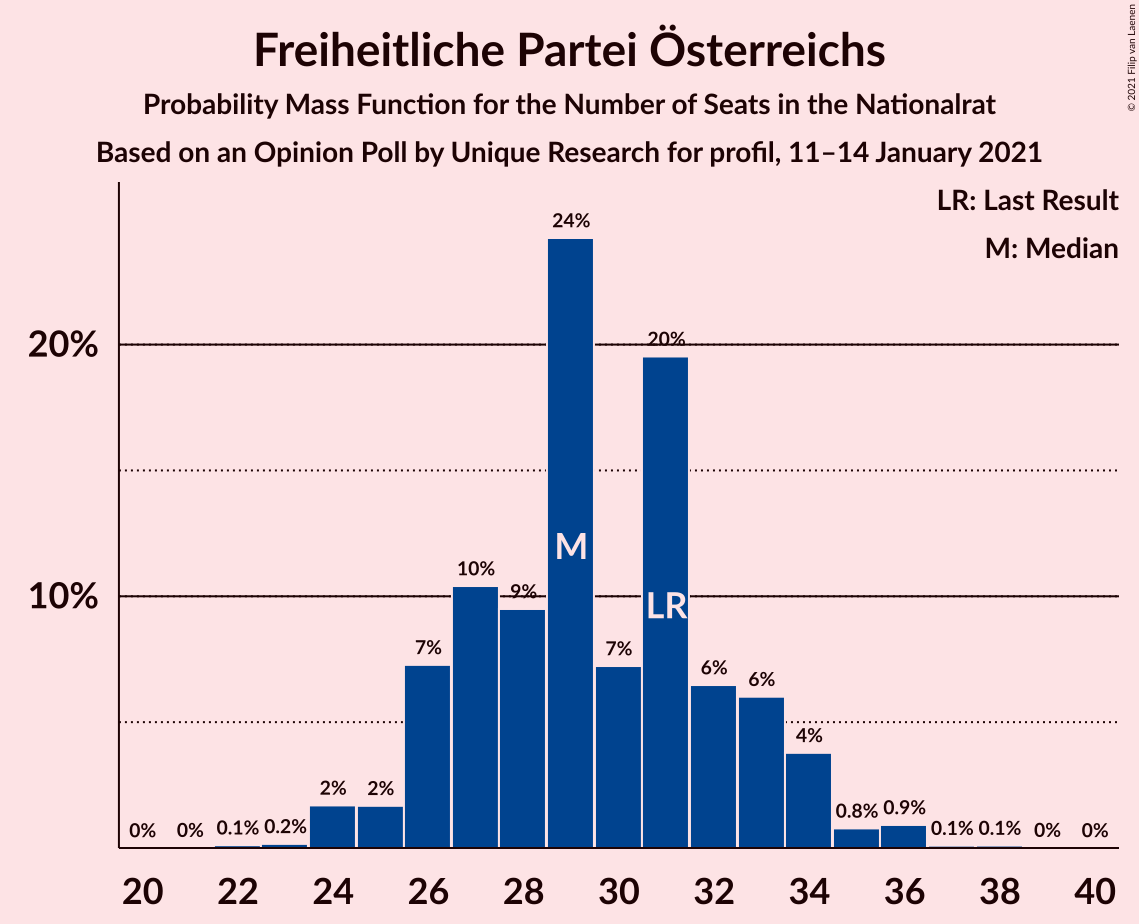 Freiheitliche Partei Österreichs
Probability Mass Function for the Number of Seats in the Nationalrat
Based on an Opinion Poll by Unique Research for profil, 11–14 January 2021
© 2021 Filip van Laenen
LR: Last Result
M: Median
20%
10%
0%
0%
0.1%
0.2%
2%
2%
7%
10%
9%
24%
7%
20%
6%
6%
4%
0.8%
0.9%
0.1%
0.1%
0%
0%
M
LR
20 22 24 26 28 30 32 34 36 38 40